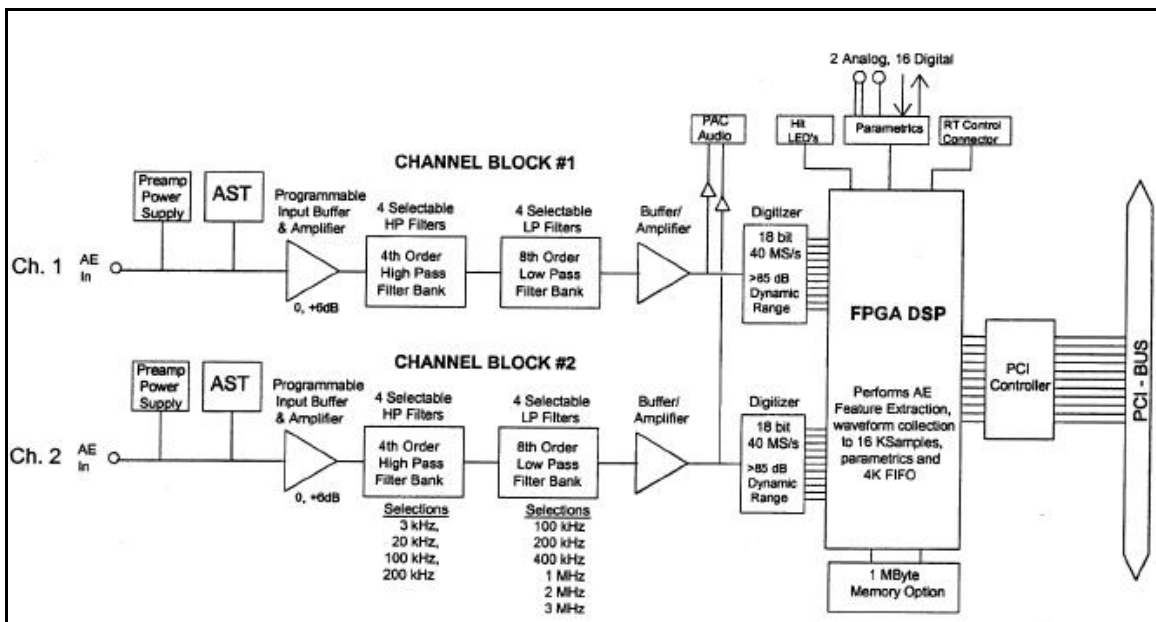 2 Analog, 16 Digital
PAC
Audio
Hit
LED's
Parametrics
RT Control
Connector
CHANNEL BLOCK #1
Preamp
Power
Supply
AST
Programmable
Input Buffer
& Amplifier
4 Selectable
HP Filters
4 Selectable
LP Filters
Buffer/
Amplifier
Digitizer
Ch. 1
AE
In
0, +6dB
4th Order
High Pass
Filter Bank
8th Order
Low Pass
Filter Bank
18 bit
40 MS/s
>85 dB
Dynamic
Range
FPGA DSP
Performs AE
Feature Extraction,
waveform collection
to 16 KSamples,
parametrics and
4K FIFO
PCI
Controller
PCI - BUS
CHANNEL BLOCK #2
Preamp
Power
Supply
AST
Programmable
Input Buffer
& Amplifier
4 Selectable
HP Filters
4 Selectable
LP Filters
Buffer/
Amplifier
Digitizer
Ch. 2
AE
In
0, +6dB
4th Order
High Pass
Filter Bank
8th Order
Low Pass
Filter Bank
18 bit
40 MS/s
>85 dB
Dynamic
Range
Selections
3 kHz,
20 kHz,
100 kHz,
200 kHz
Selections
100 kHz
200 kHz
400 kHz
1 MHz
2 MHz
3 MHz
1 MByte
Memory Option